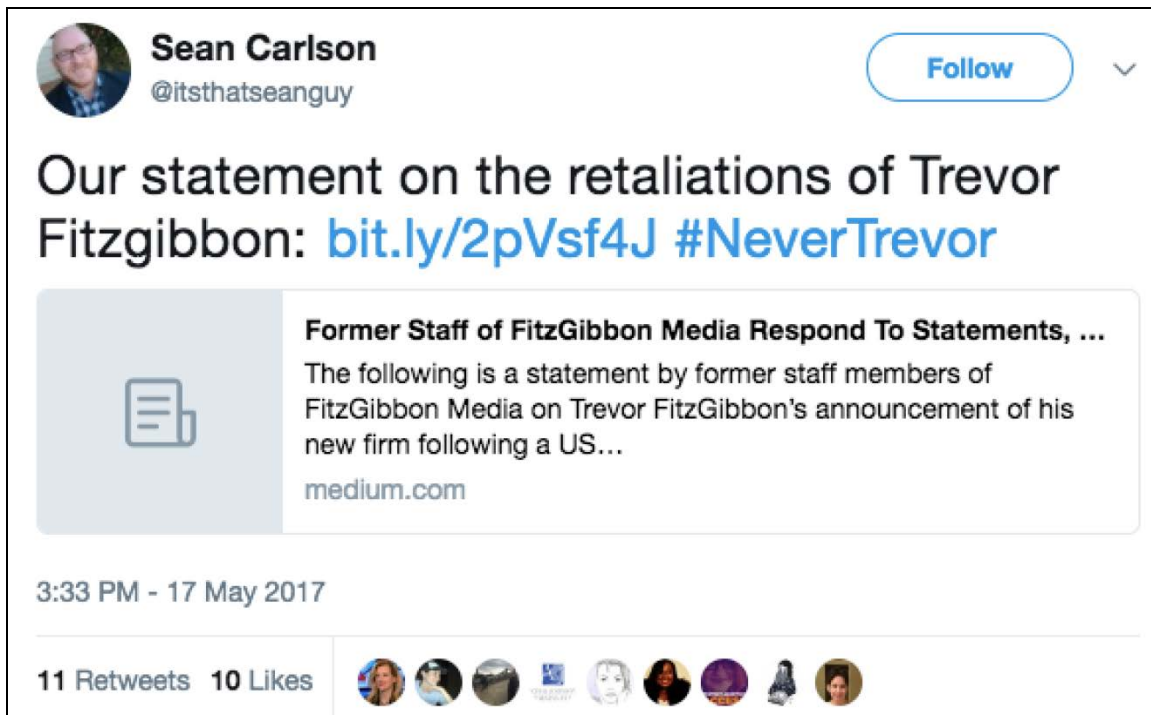 Sean Carlson
@itsthatseanguy
Follow
Our statement on the retaliations of Trevor
Fitzgibbon: bit.ly/2pVsf4J #NeverTrevor
Former Staff of FitzGibbon Media Respond To Statements, ...
The following is a statement by former staff members of
FitzGibbon Media on Trevor FitzGibbon's announcement of his
new firm following a US...
medium.com
3:33 PM - 17 May 2017
11 Retweets 10 Likes